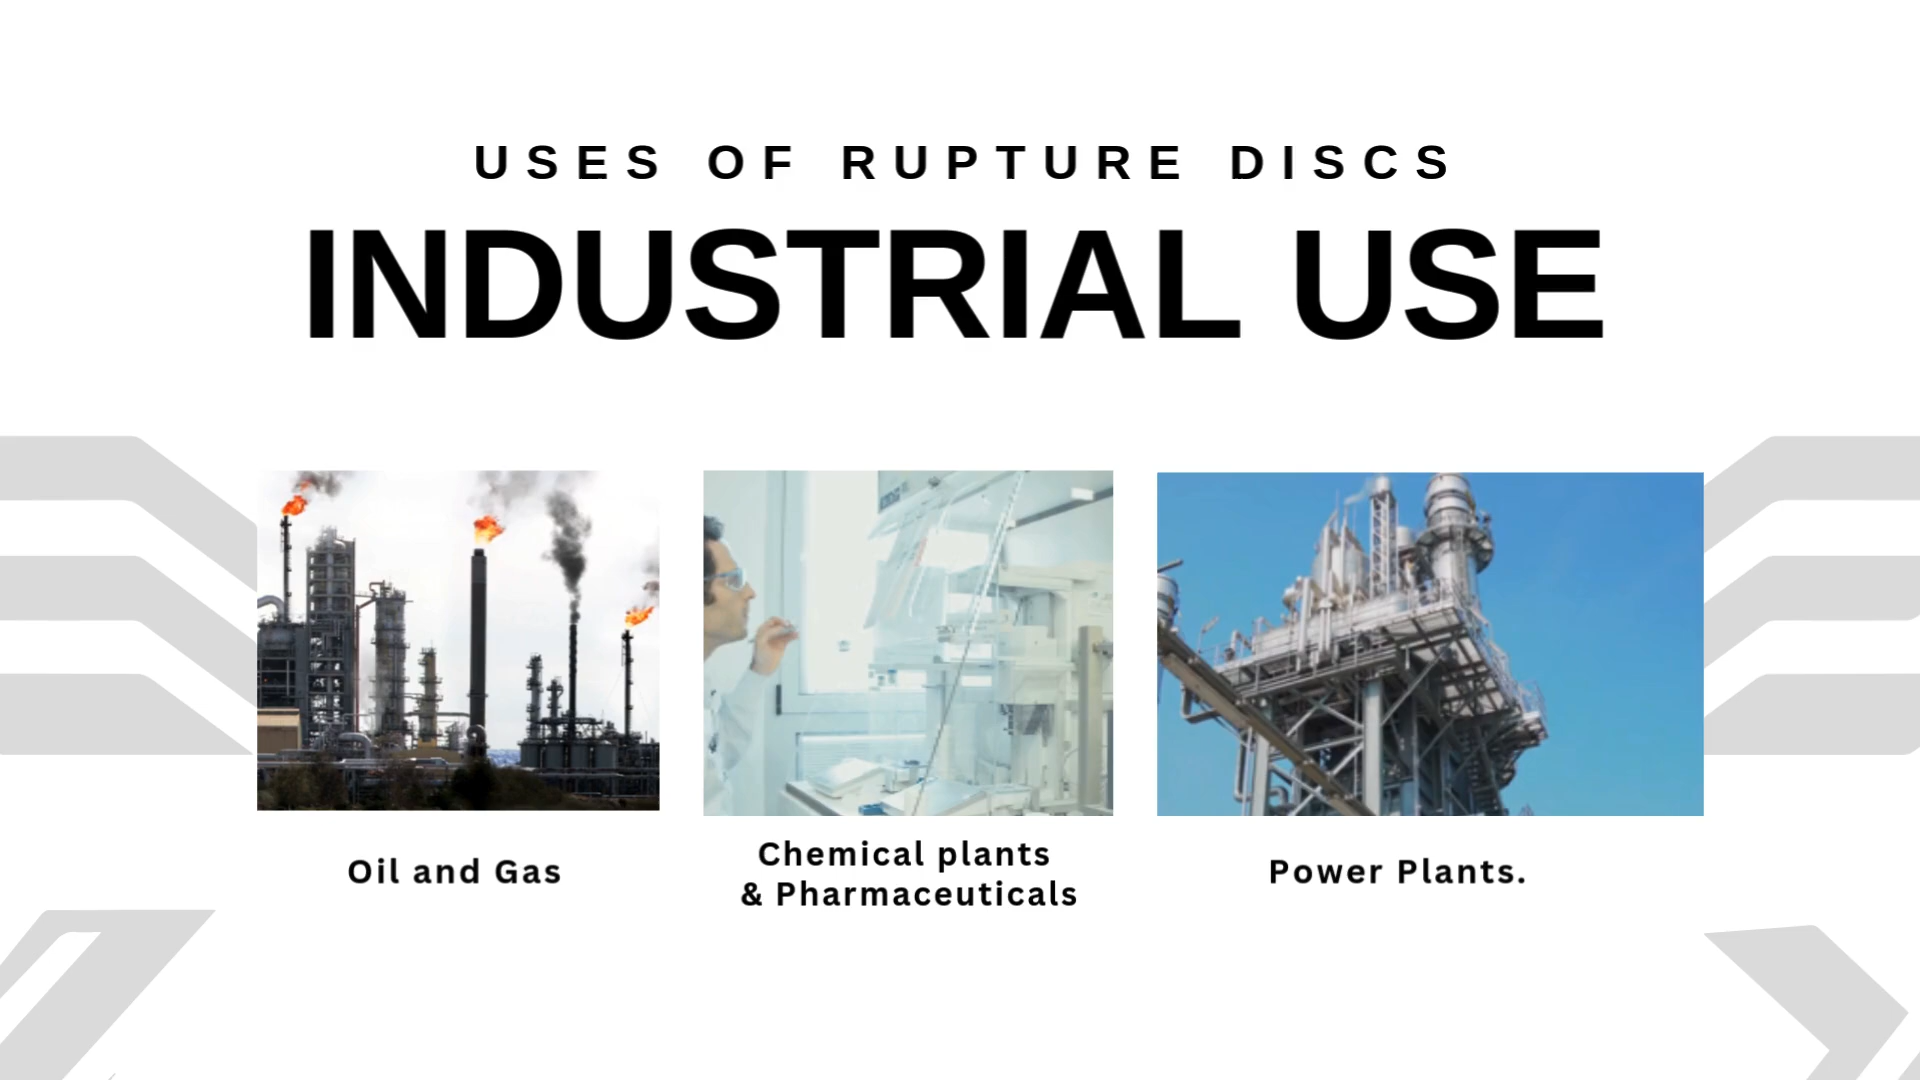 USES OF RUPTURE DISCS
INDUSTRIAL USE
Oil and Gas
Chemical plants
& Pharmaceuticals
Power Plants.